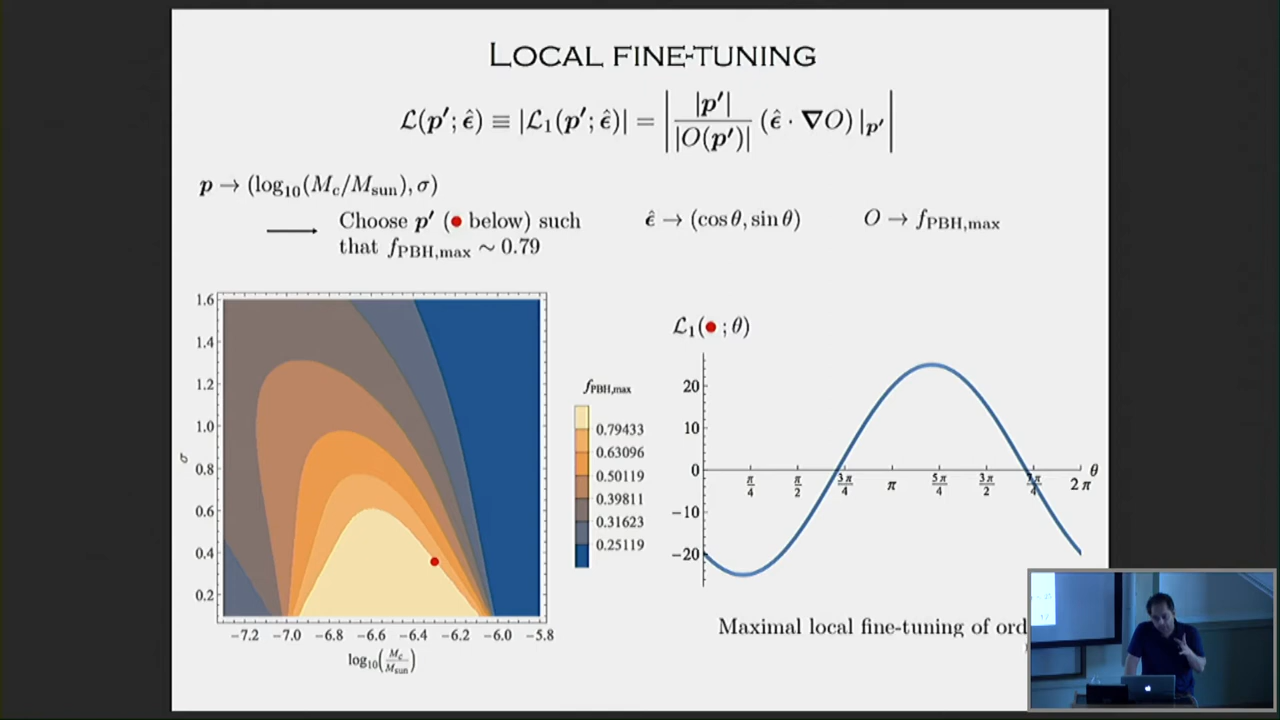 LOCAL FINE-TUNING
ℒ(p′; ε̂) ≡ |ℒ₁(p′; ε̂)| = | |p′| / |O(p′)| (ε̂ · ∇O) |ₚ′ |
p → (log₁₀(M_c/M_sun), σ)
Choose p′ (● below) such
that f_PBH,max ∼ 0.79
ε̂ → (cos θ, sin θ)
O → f_PBH,max
1.6
1.4
1.2
1.0
0.8
0.6
0.4
0.2
σ
−7.2 −7.0 −6.8 −6.6 −6.4 −6.2 −6.0 −5.8
log₁₀(M_c/M_sun)
f_PBH,max
0.79433
0.63096
0.50119
0.39811
0.31623
0.25119
ℒ₁(● ; θ)
20
10
0
−10
−20
π/4 π/2 3π/4 π 5π/4 3π/2 7π/4 2π
θ
Maximal local fine-tuning of ord